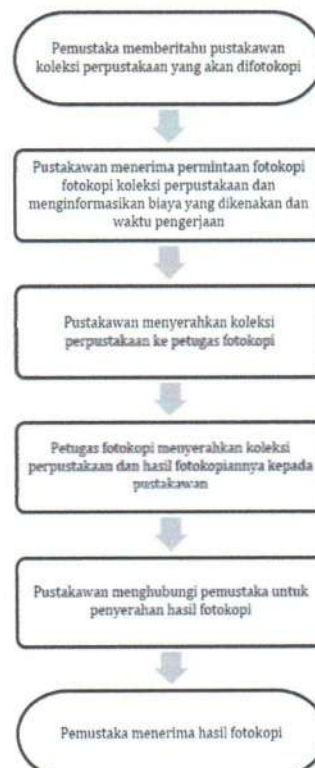 Pemustaka memberitahu pustakawan
koleksi perpustakaan yang akan difotokopi
Pustakawan menerima permintaan fotokopi
fotokopi koleksi perpustakaan dan
menginformasikan biaya yang dikenakan dan
waktu pengerjaan
Pustakawan menyerahkan koleksi
perpustakaan ke petugas fotokopi
Petugas fotokopi menyerahkan koleksi
perpustakaan dan hasil fotokopiannya kepada
pustakawan
Pustakawan menghubungi pemustaka untuk
penyerahan hasil fotokopi
Pemustaka menerima hasil fotokopi